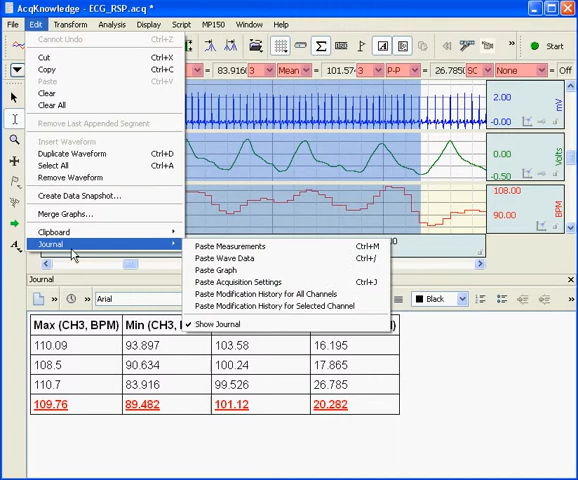 AcqKnowledge - ECG_RSP.acq *
File Edit Transform Analysis Display Script MP150 Window Help
Cannot Undo Ctrl+Z
Start
Cut Ctrl+X
Copy Ctrl+C
83.916 3 Mean = 101.574 P-P = 26.785 SC None = Off
Paste Ctrl+V
Clear
Clear All
2.00
mV
-0.00
Remove Last Appended Segment
Insert Waveform
Duplicate Waveform Ctrl+D
Select All Ctrl+A
Remove Waveform
0.00
Volts
-0.50
Create Data Snapshot...
108.00
BPM
90.00
Merge Graphs...
Clipboard
Journal
Paste Measurements Ctrl+M
Paste Wave Data Ctrl+/
Paste Graph
Paste Acquisition Settings Ctrl+J
Paste Modification History for All Channels
Paste Modification History for Selected Channel
Show Journal
Journal
Arial
Black
Max (CH3, BPM) Min (CH3, B
110.09 93.897 103.58 16.195
108.5 90.634 100.24 17.865
110.7 83.916 99.526 26.785
109.76 89.482 101.12 20.282